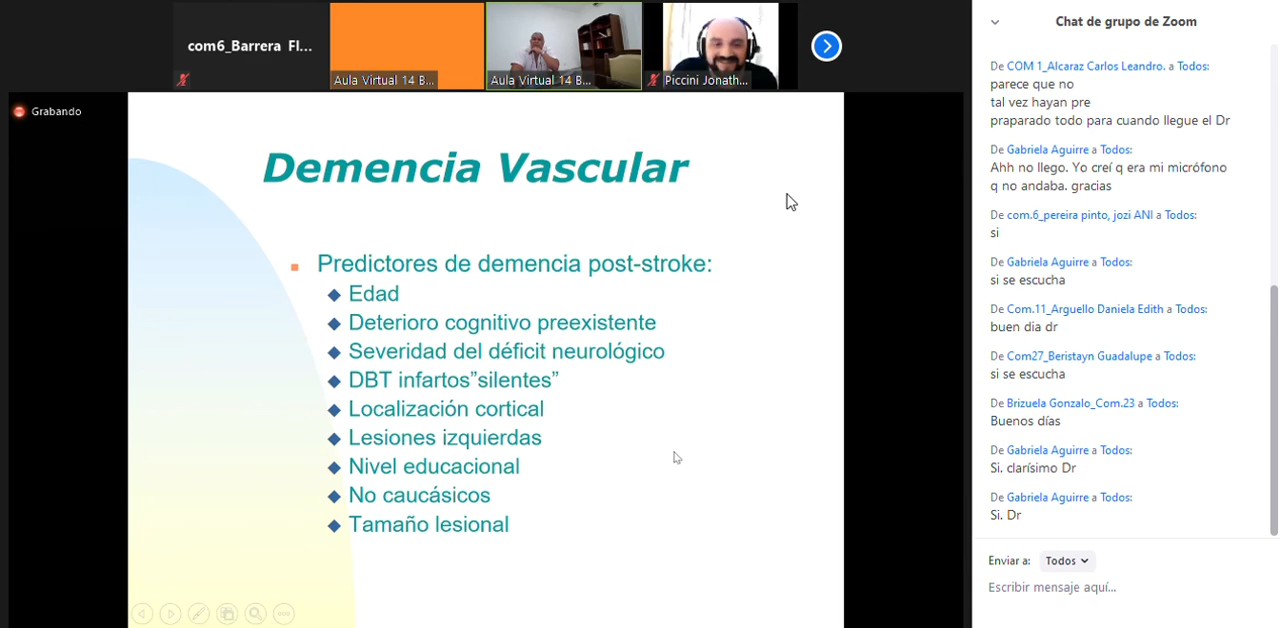 com6_Barrera Fl...
Aula Virtual 14 B...
Aula Virtual 14 B...
Piccini Jonath...
Grabando
Demencia Vascular
Predictores de demencia post-stroke:
Edad
Deterioro cognitivo preexistente
Severidad del déficit neurológico
DBT infartos”silentes”
Localización cortical
Lesiones izquierdas
Nivel educacional
No caucásicos
Tamaño lesional
Chat de grupo de Zoom
De COM 1_Alcaraz Carlos Leandro. a Todos:
parece que no
tal vez hayan pre
praparado todo para cuando llegue el Dr
De Gabriela Aguirre a Todos:
Ahh no llego. Yo creí q era mi micrófono
q no andaba. gracias
De com.6_pereira pinto, jozi ANI a Todos:
si
De Gabriela Aguirre a Todos:
si se escucha
De Com.11_Arguello Daniela Edith a Todos:
buen dia dr
De Com27_Beristayn Guadalupe a Todos:
si se escucha
De Brizuela Gonzalo_Com.23 a Todos:
Buenos días
De Gabriela Aguirre a Todos:
Si. clarísimo Dr
De Gabriela Aguirre a Todos:
Si. Dr
Enviar a: Todos
Escribir mensaje aquí...